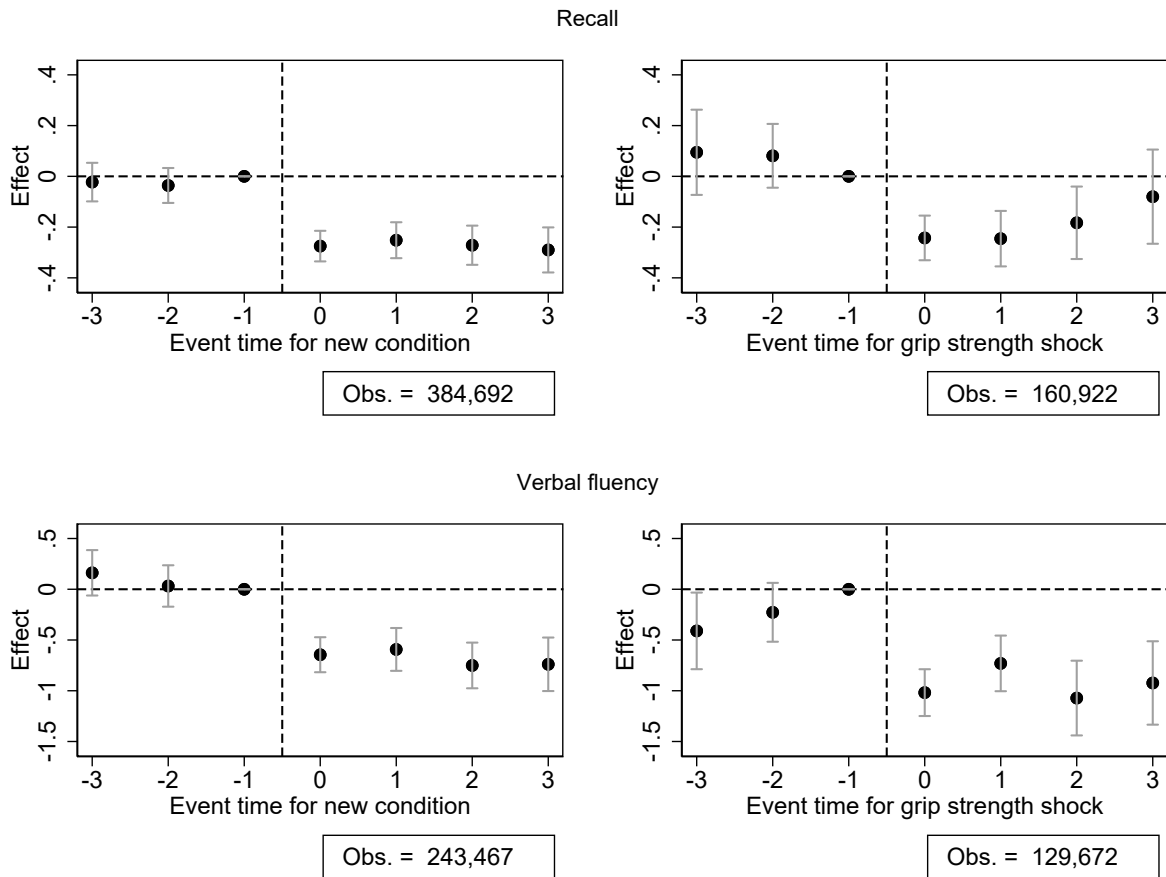 Recall
.4
.2
0
-.2
-.4
Effect
-3 -2 -1 0 1 2 3
Event time for new condition
Obs. = 384,692
.4
.2
0
-.2
-.4
Effect
-3 -2 -1 0 1 2 3
Event time for grip strength shock
Obs. = 160,922
Verbal fluency
.5
0
-.5
-1
-1.5
Effect
-3 -2 -1 0 1 2 3
Event time for new condition
Obs. = 243,467
.5
0
-.5
-1
-1.5
Effect
-3 -2 -1 0 1 2 3
Event time for grip strength shock
Obs. = 129,672